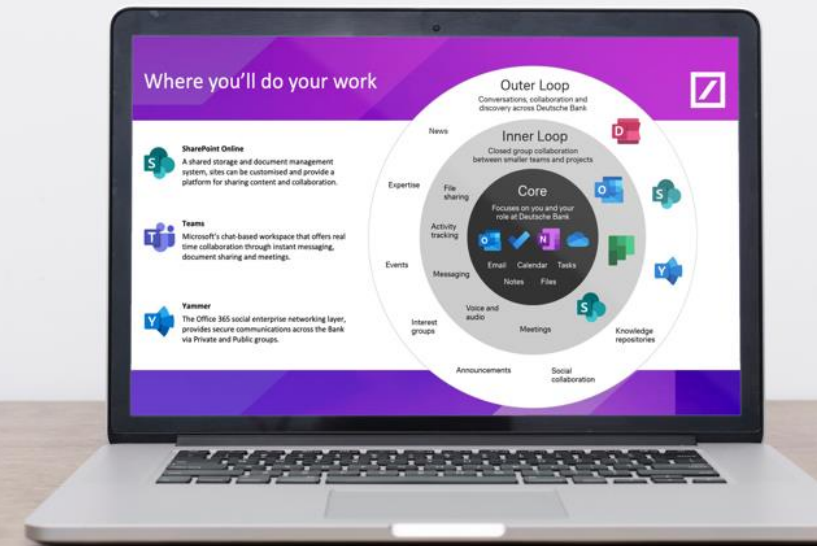 Where you'll do your work
SharePoint Online
A shared storage and document management
system, sites can be customised and provide a
platform for sharing content and collaboration.
Teams
Microsoft's chat-based workspace that offers real
time collaboration through instant messaging,
document sharing and meetings.
Yammer
The Office 365 social enterprise networking layer,
provides secure communications across the Bank
via Private and Public groups.
Outer Loop
Conversations, collaboration and
discovery across Deutsche Bank
News
Expertise
Events
Interest
groups
Announcements
Social
collaboration
Knowledge
repositories
Inner Loop
Closed group collaboration
between smaller teams and projects
File
sharing
Activity
tracking
Messaging
Voice and
audio
Meetings
Core
Focuses on you and your
role at Deutsche Bank
Email Calendar Tasks
Notes Files
S
T
Y
D
O
S
Y
S
O
N